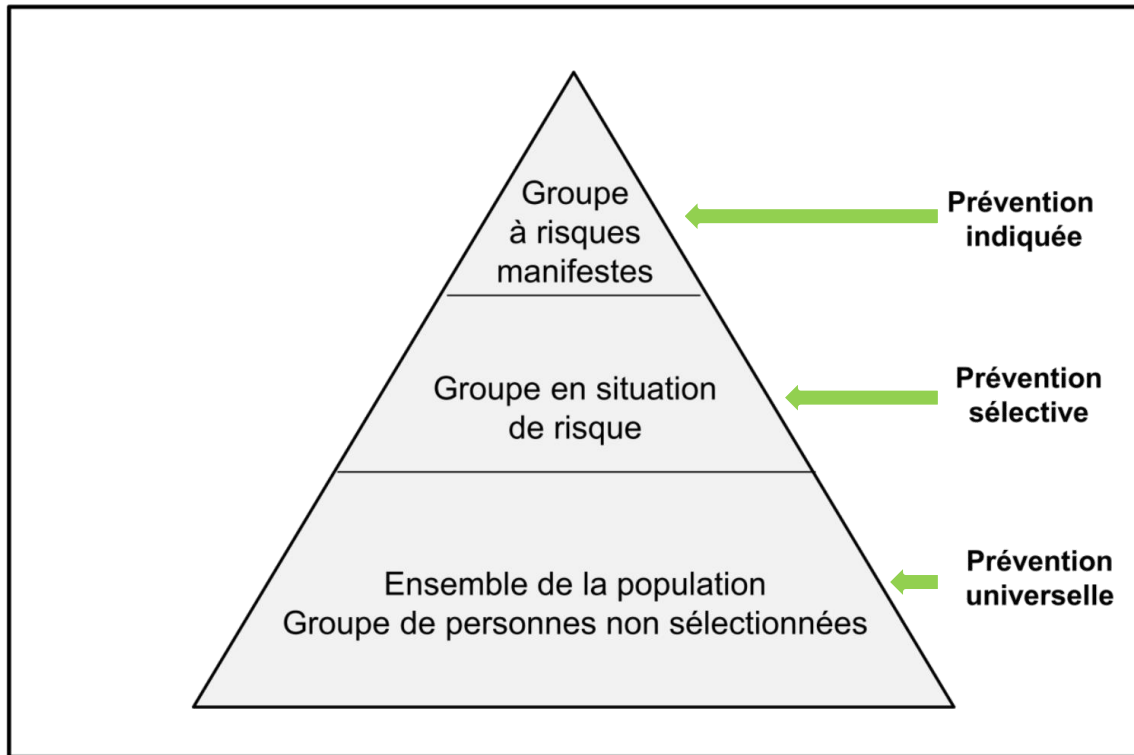 Groupe
à risques
manifestes
Prévention
indiquée
Groupe en situation
de risque
Prévention
sélective
Ensemble de la population
Groupe de personnes non sélectionnées
Prévention
universelle